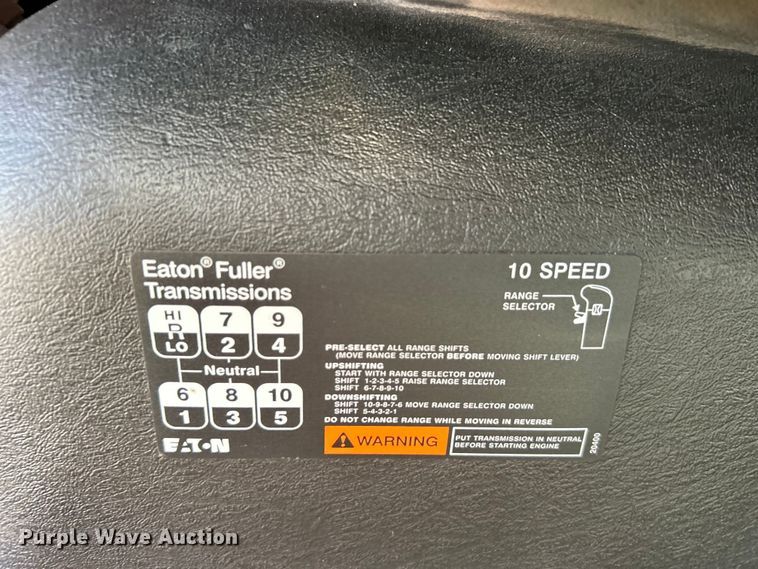 Eaton® Fuller®
Transmissions
10 SPEED
RANGE
SELECTOR
HI
R
LO
7
2
9
4
Neutral
6
1
8
3
10
5
EATON
PRE-SELECT ALL RANGE SHIFTS
(MOVE RANGE SELECTOR BEFORE MOVING SHIFT LEVER)
UPSHIFTING
START WITH RANGE SELECTOR DOWN
SHIFT 1-2-3-4-5 RAISE RANGE SELECTOR
SHIFT 6-7-8-9-10
DOWNSHIFTING
SHIFT 10-9-8-7-6 MOVE RANGE SELECTOR DOWN
SHIFT 5-4-3-2-1
DO NOT CHANGE RANGE WHILE MOVING IN REVERSE
WARNING
PUT TRANSMISSION IN NEUTRAL
BEFORE STARTING ENGINE
20490
Purple Wave Auction